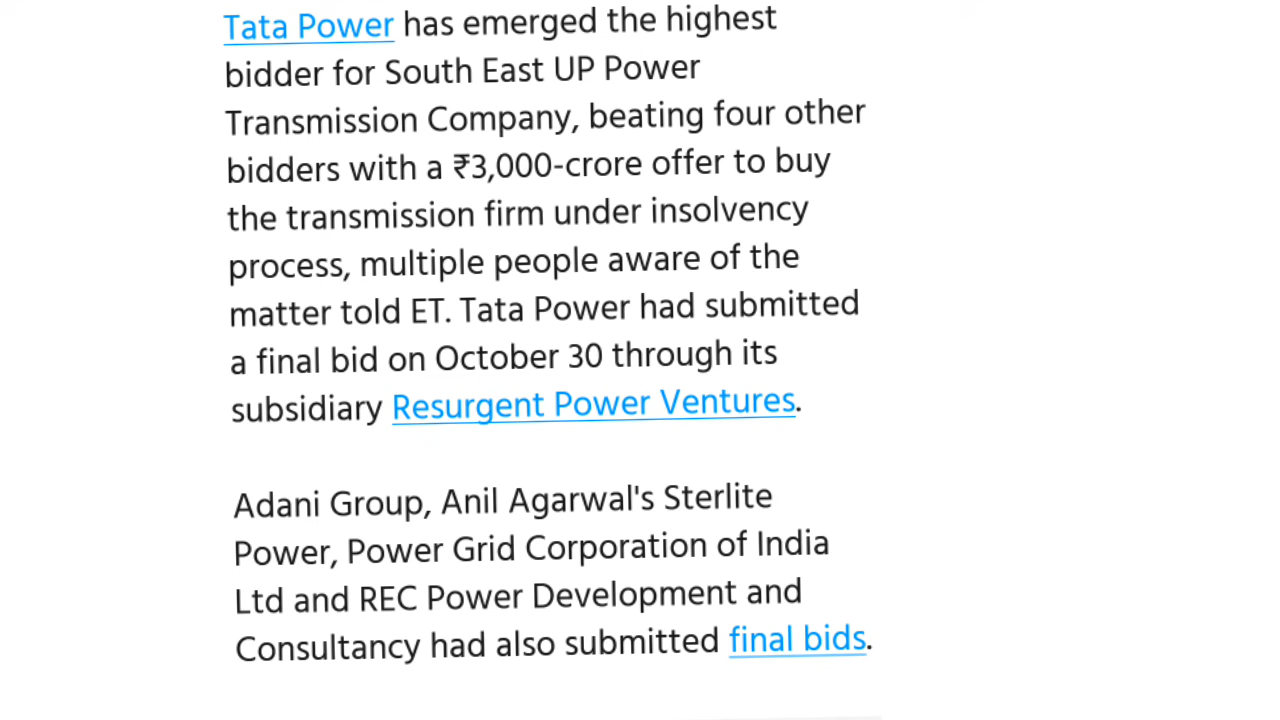 Tata Power has emerged the highest
bidder for South East UP Power
Transmission Company, beating four other
bidders with a ₹3,000-crore offer to buy
the transmission firm under insolvency
process, multiple people aware of the
matter told ET. Tata Power had submitted
a final bid on October 30 through its
subsidiary Resurgent Power Ventures.
Adani Group, Anil Agarwal's Sterlite
Power, Power Grid Corporation of India
Ltd and REC Power Development and
Consultancy had also submitted final bids.